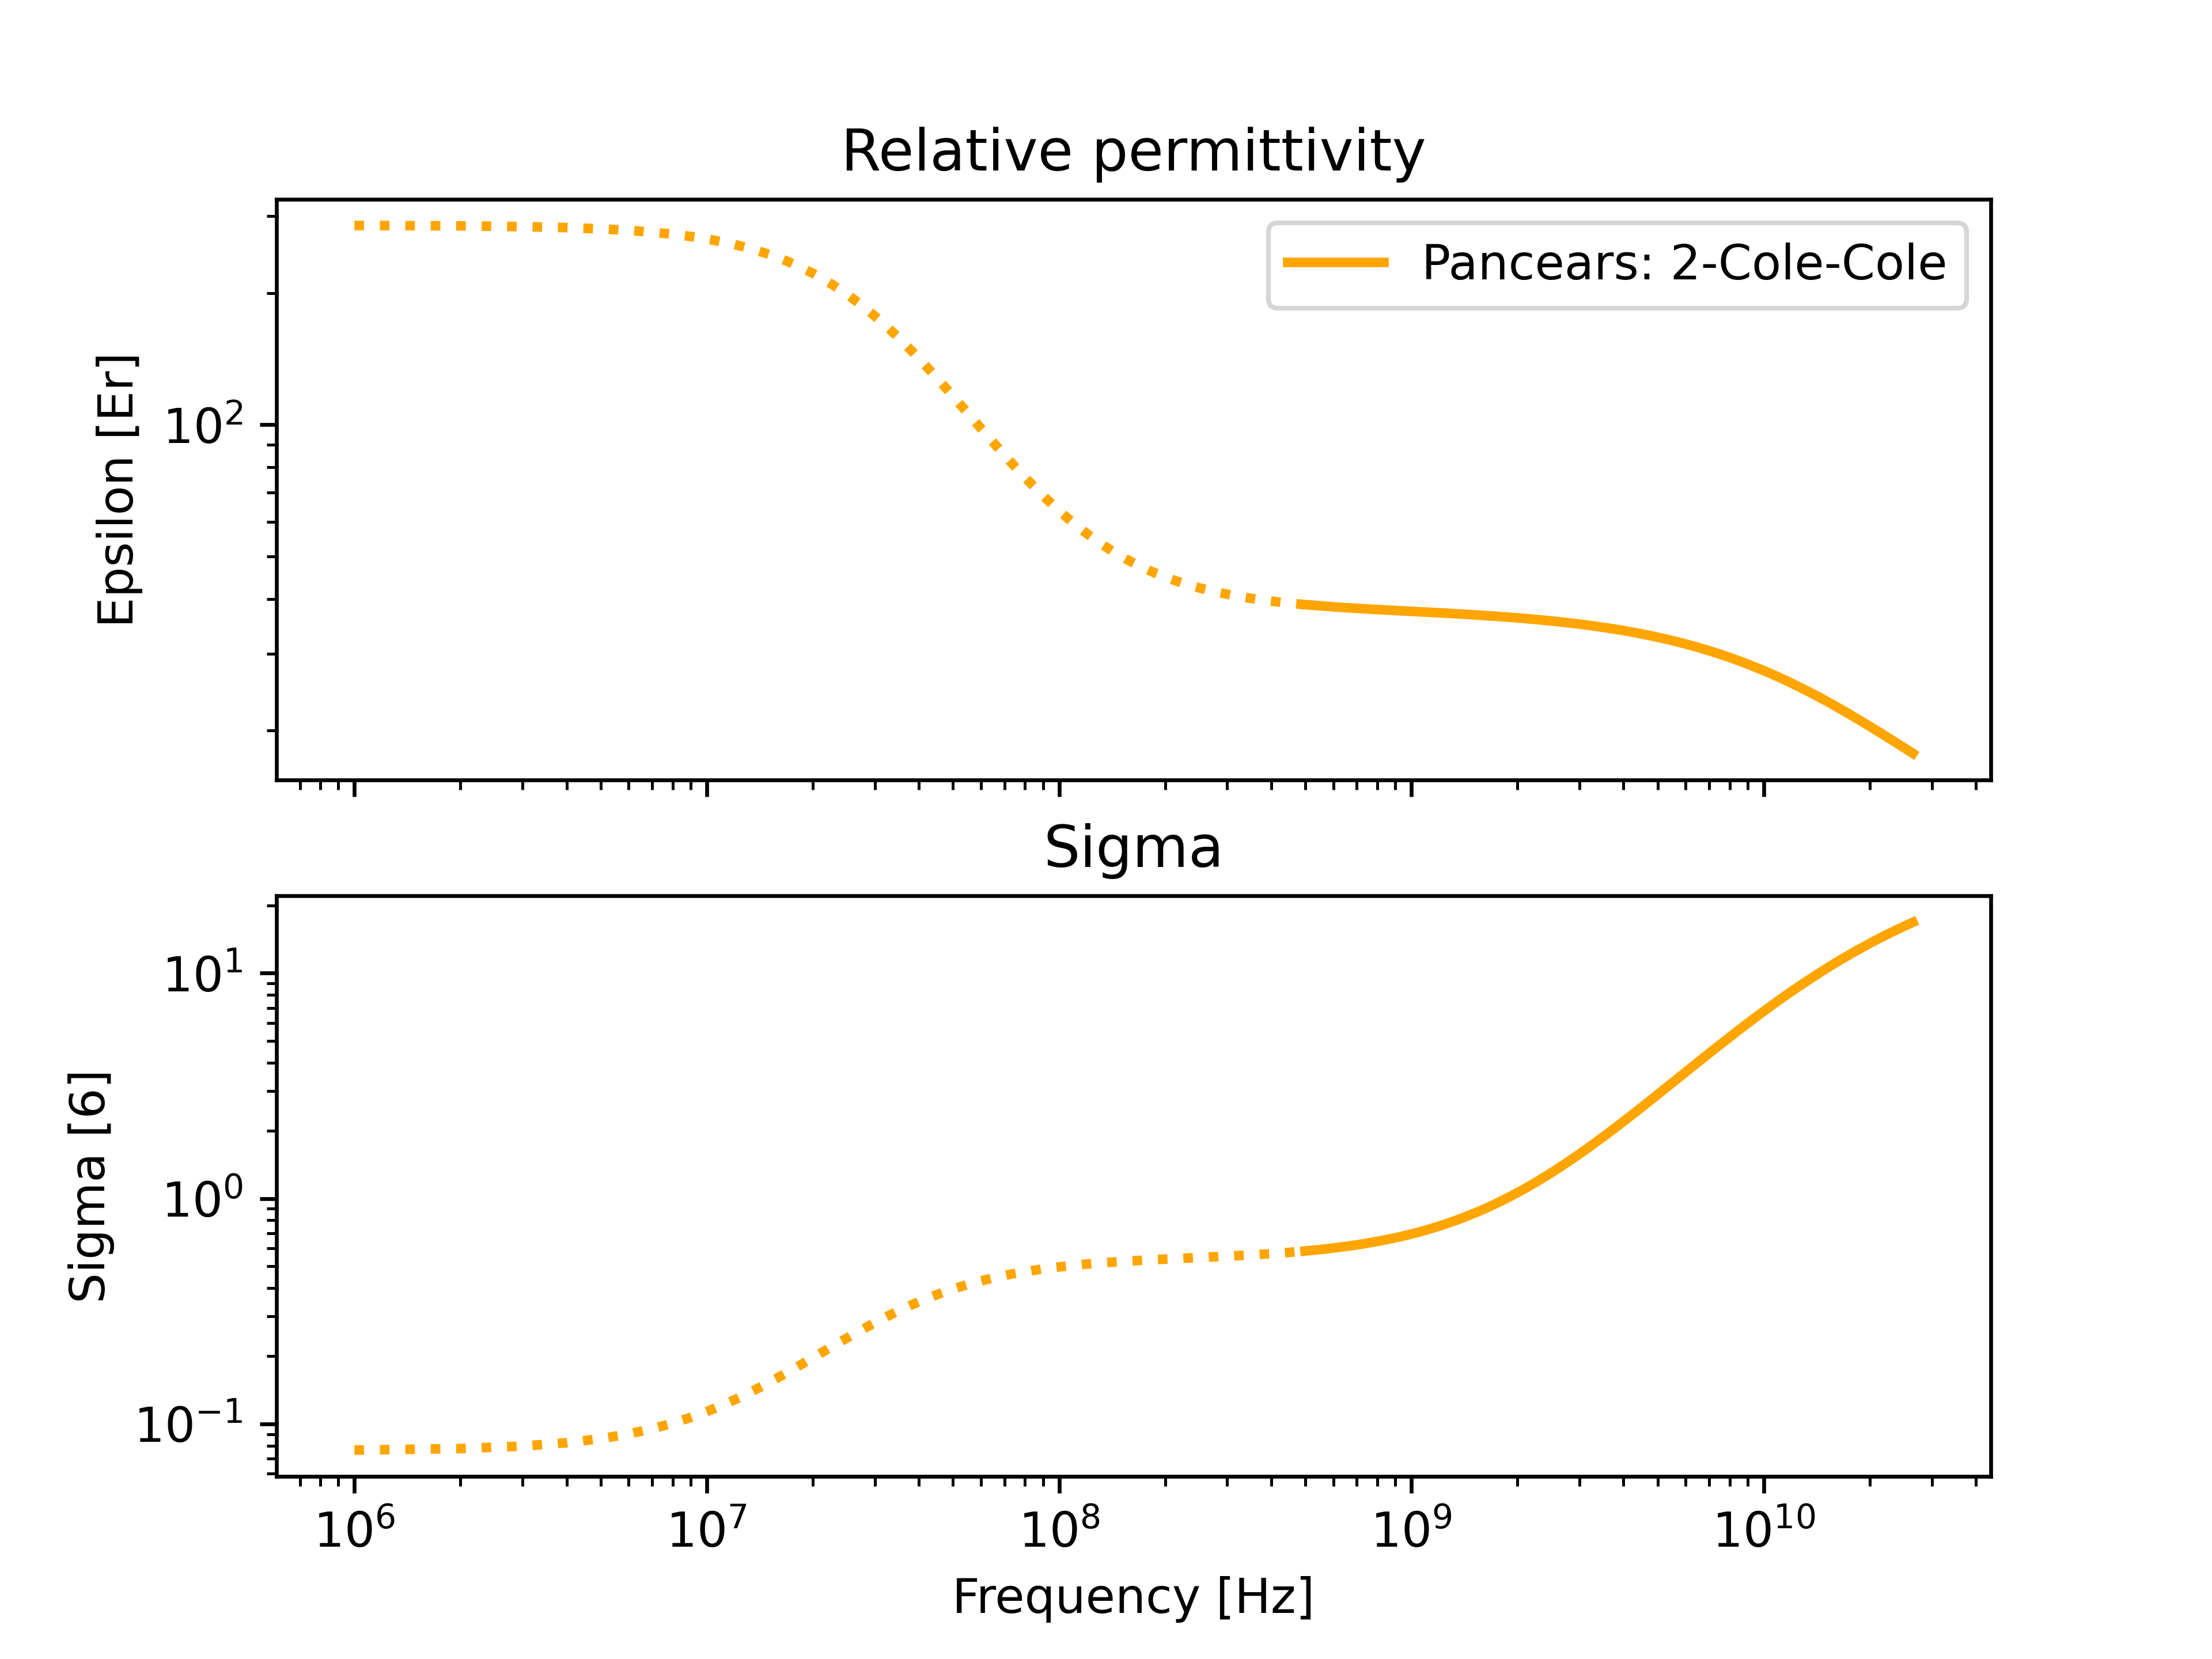 Relative permittivity
Pancears: 2-Cole-Cole
Epsilon [Er]
10²
Sigma
Sigma [6]
10¹
10⁰
10⁻¹
10⁶ 10⁷ 10⁸ 10⁹ 10¹⁰
Frequency [Hz]